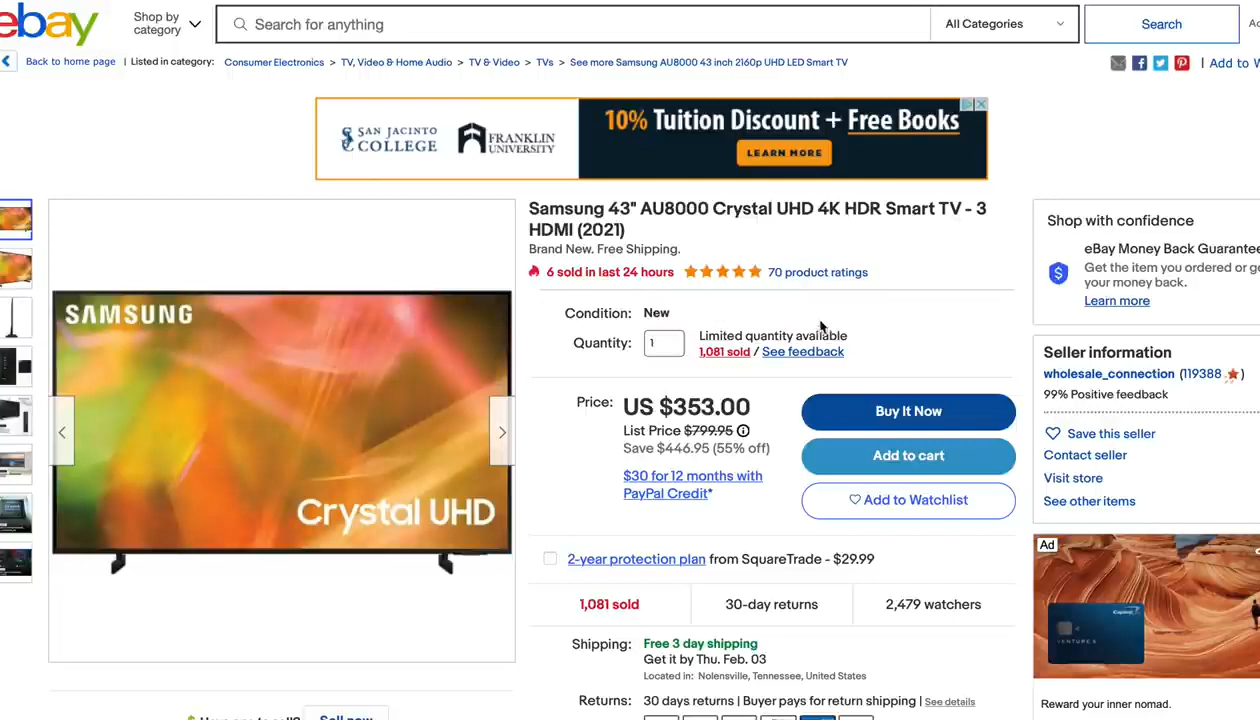 ebay
Shop by
category
Search for anything
All Categories
Search
Back to home page | Listed in category: Consumer Electronics > TV, Video & Home Audio > TV & Video > TVs > See more Samsung AU8000 43 inch 2160p UHD LED Smart TV
| Add to
SAN JACINTO
COLLEGE
FRANKLIN
UNIVERSITY
10% Tuition Discount + Free Books
LEARN MORE
SAMSUNG
Crystal UHD
Samsung 43" AU8000 Crystal UHD 4K HDR Smart TV - 3
HDMI (2021)
Brand New. Free Shipping.
6 sold in last 24 hours
70 product ratings
Condition: New
Quantity: 1
Limited quantity available
1,081 sold / See feedback
Price: US $353.00
List Price $799.95
Save $446.95 (55% off)
$30 for 12 months with
PayPal Credit*
Buy It Now
Add to cart
Add to Watchlist
2-year protection plan from SquareTrade - $29.99
1,081 sold
30-day returns
2,479 watchers
Shipping: Free 3 day shipping
Get it by Thu. Feb. 03
Located in: Nolensville, Tennessee, United States
Returns: 30 days returns | Buyer pays for return shipping | See details
Shop with confidence
eBay Money Back Guarantee
Get the item you ordered or
your money back.
Learn more
Seller information
wholesale_connection (119388)
99% Positive feedback
Save this seller
Contact seller
Visit store
See other items
Ad
Reward your inner nomad.